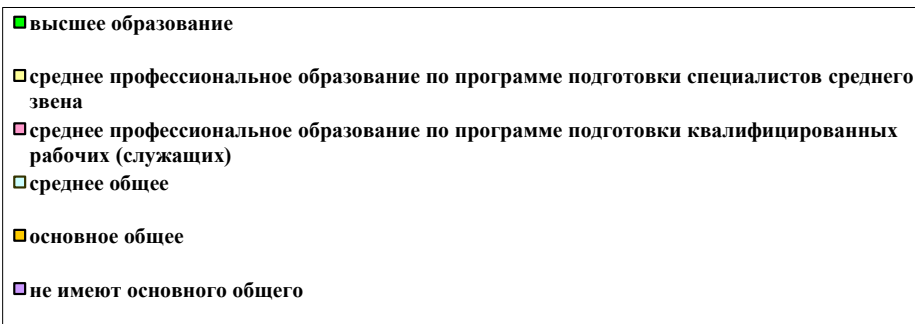 высшее образование
среднее профессиональное образование по программе подготовки специалистов среднего
звена
среднее профессиональное образование по программе подготовки квалифицированных
рабочих (служащих)
среднее общее
основное общее
не имеют основного общего